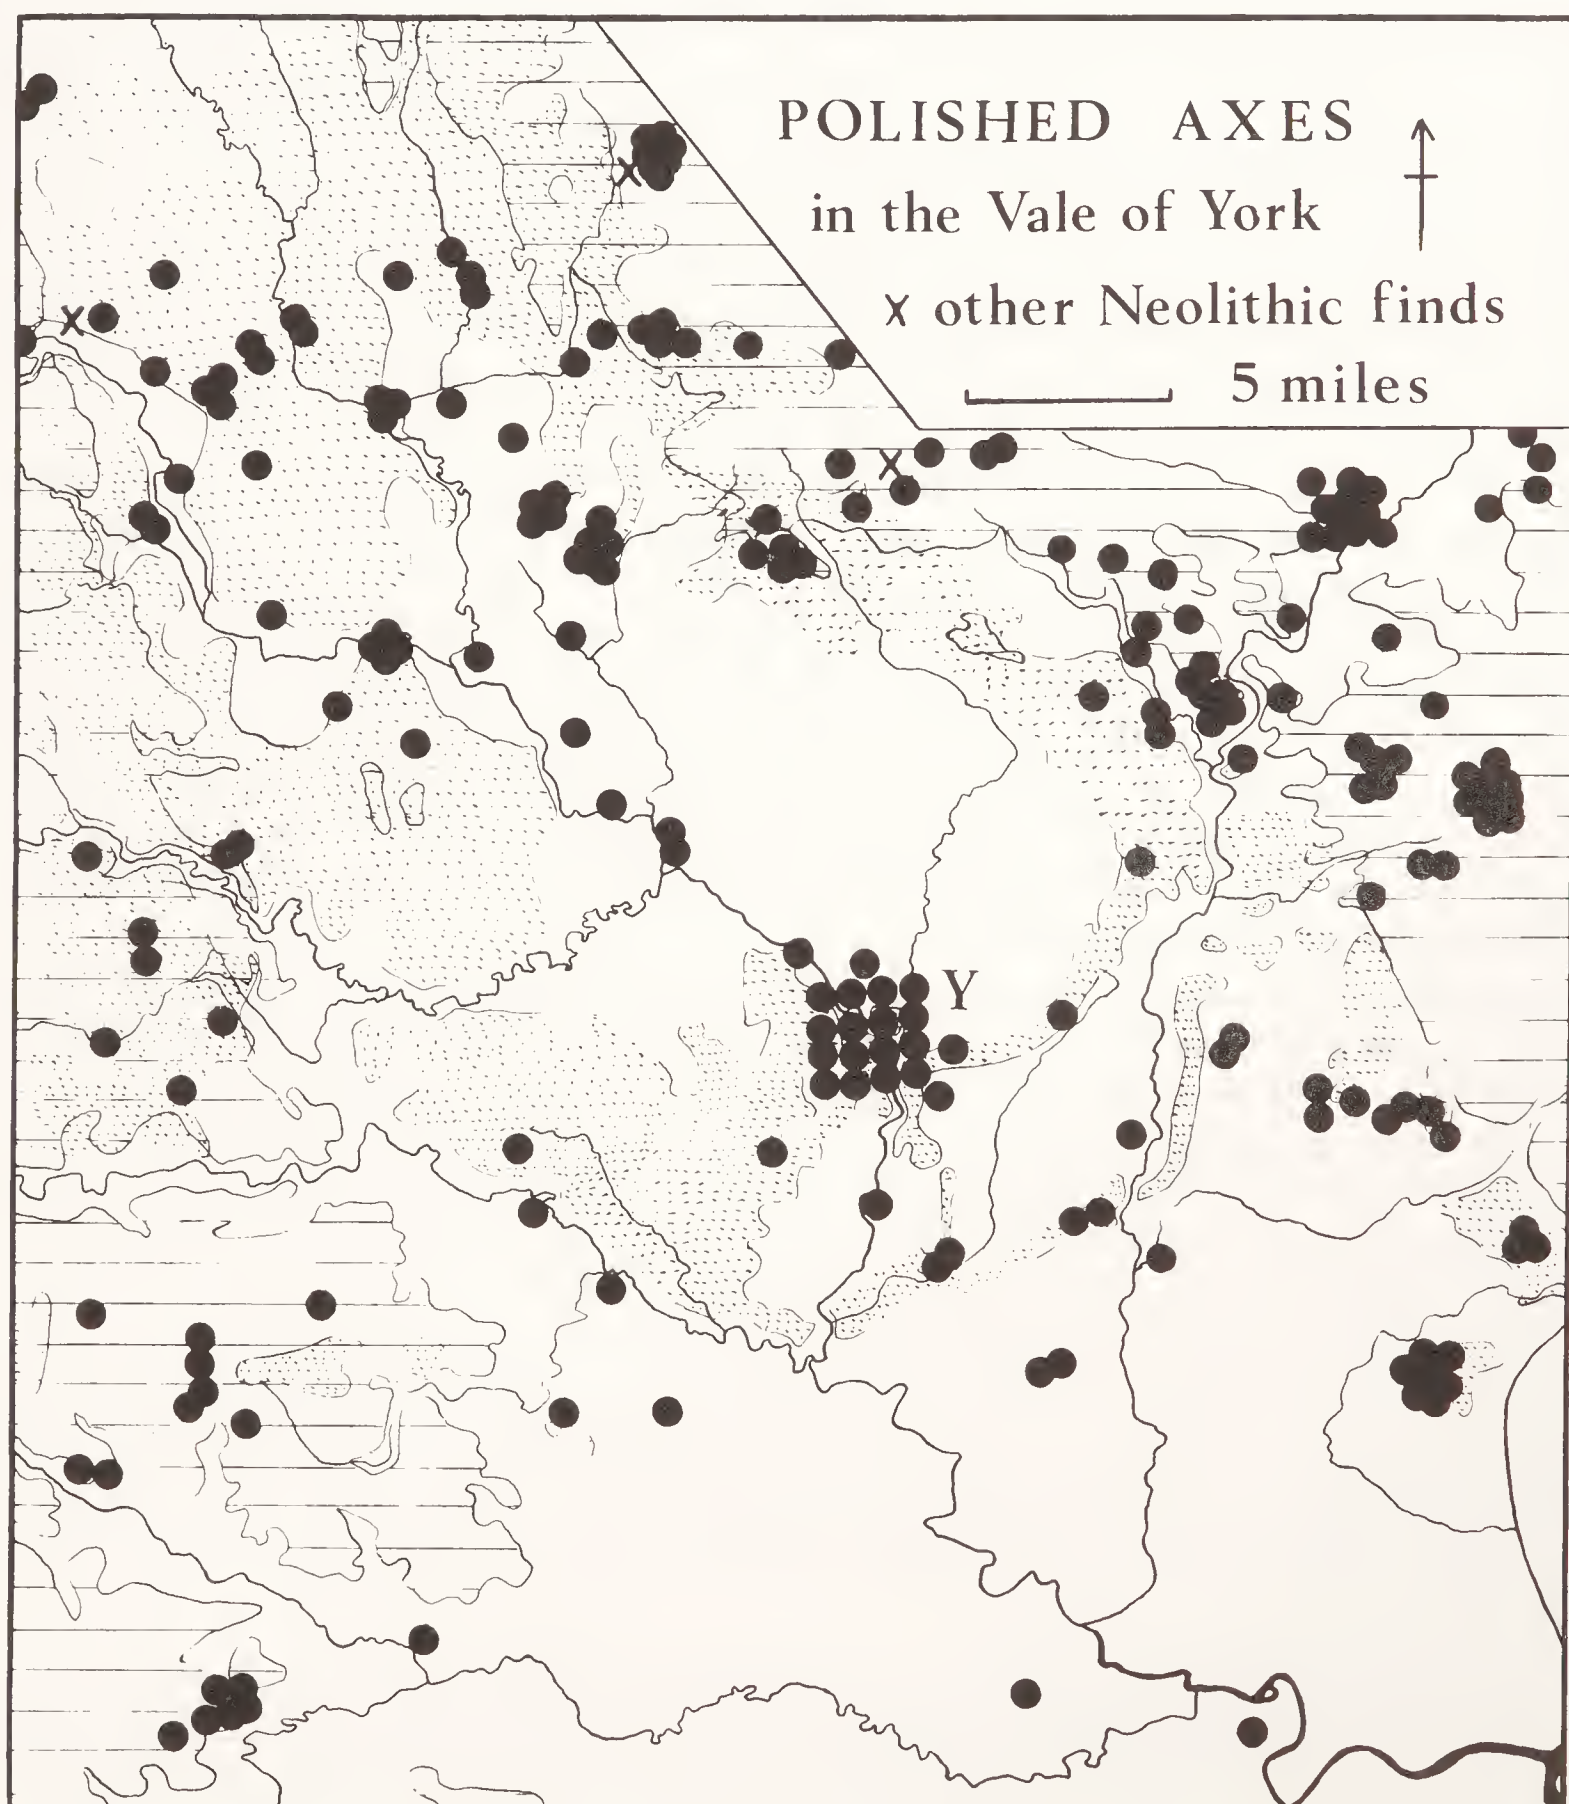 POLISHED AXES
in the Vale of York
x other Neolithic finds
5 miles
Y